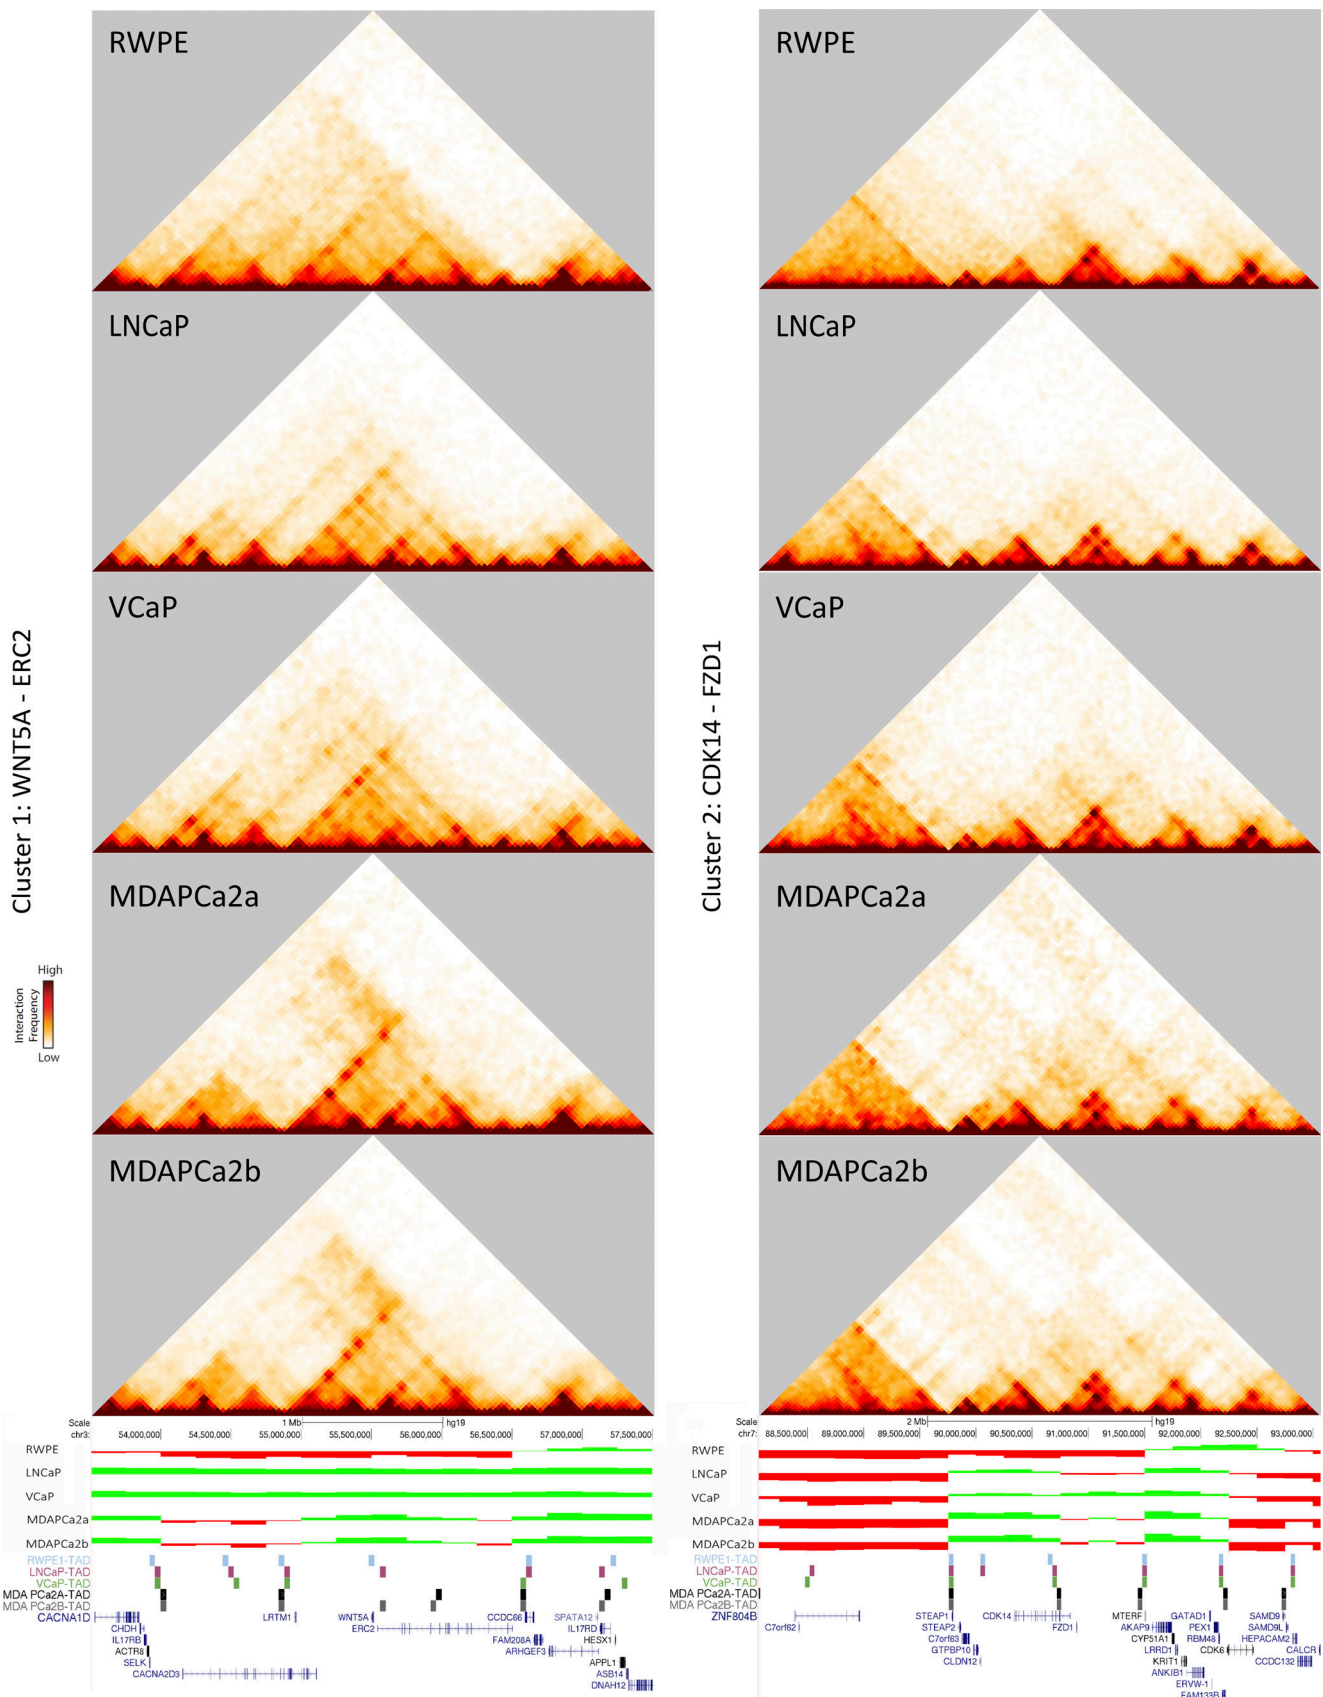 RWPE
LNCaP
VCaP
MDAPCa2a
MDAPCa2b
Cluster 1: WNT5A - ERC2
High
Interaction
Frequency
Low
Scale
1 Mb
hg19
chr3:
54,000,000
54,500,000
55,000,000
55,500,000
56,000,000
56,500,000
57,000,000
57,500,000
RWPE
LNCaP
VCaP
MDAPCa2a
MDAPCa2b
RWPE1-TAD
LNCaP-TAD
VCaP-TAD
MDA PCa2A-TAD
MDA PCa2B-TAD
CACNA1D
LRTM1
WNT5A
CCDC66
SPATA12
CHDH
ERC2
IL17RD
IL17RB
FAM208A
HESX1
ACTR8
ARHGEF3
SELK
APPL1
CACNA2D3
ASB14
DNAH12
RWPE
LNCaP
VCaP
MDAPCa2a
MDAPCa2b
Cluster 2: CDK14 - FZD1
Scale
2 Mb
hg19
chr7:
88,500,000
89,000,000
89,500,000
90,000,000
90,500,000
91,000,000
91,500,000
92,000,000
92,500,000
93,000,000
RWPE
LNCaP
VCaP
MDAPCa2a
MDAPCa2b
RWPE1-TAD
LNCaP-TAD
VCaP-TAD
MDA PCa2A-TAD
MDA PCa2B-TAD
ZNF804B
STEAP1
CDK14
MTERF
GATAD1
SAMD9
C7orf62
STEAP2
FZD1
AKAP9
PEX1
SAMD9L
C7orf63
CYP51A1
RBM48
HEPACAM2
GTPBP10
LRRD1
CDK6
CALCR
CLDN12
KRIT1
CCDC132
ANKIB1
ERVW-1
FAM133B